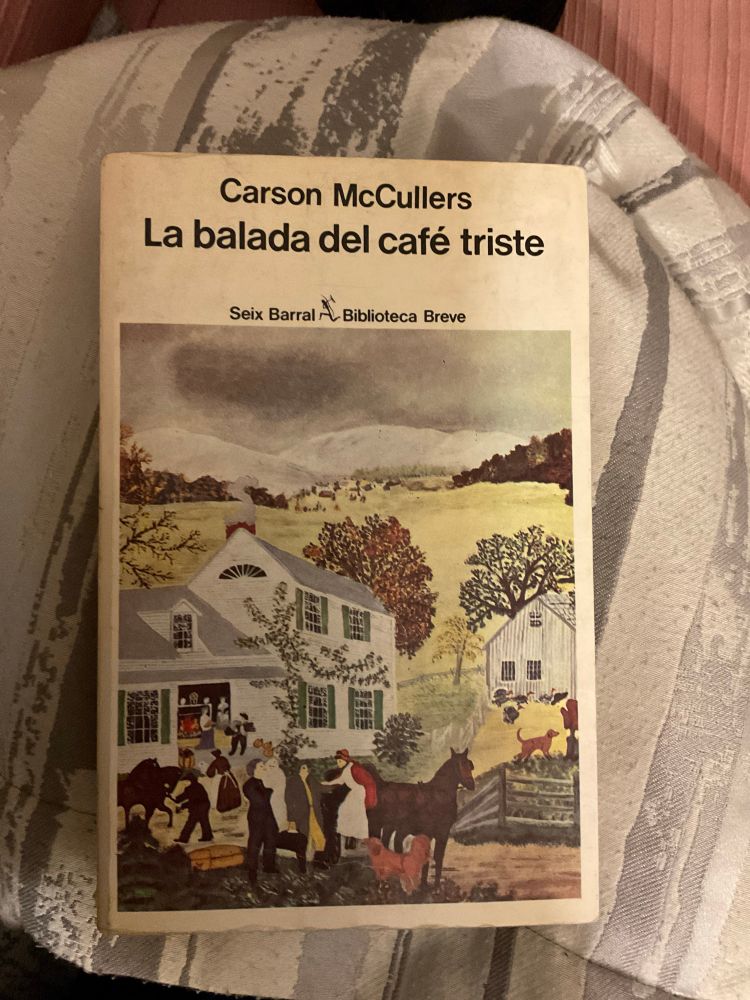 Carson McCullers
La balada del café triste
Seix Barral Biblioteca Breve